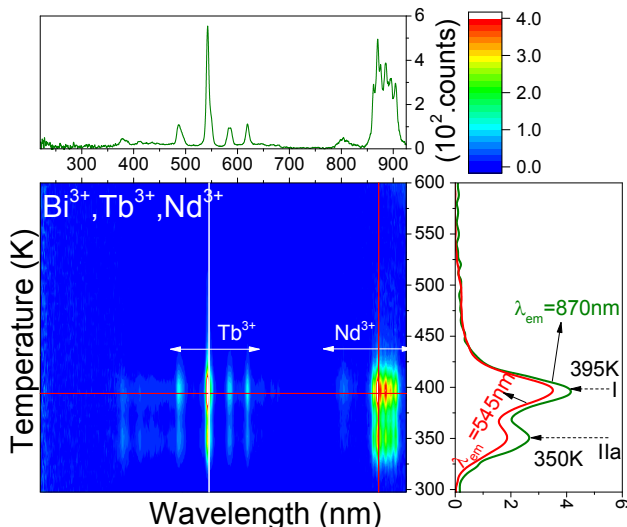 6
4
2
0
(10².counts)
4.0
3.0
2.0
1.0
0.0
300 400 500 600 700 800 900
Bi³⁺,Tb³⁺,Nd³⁺
Tb³⁺
Nd³⁺
Temperature (K)
Wavelength (nm)
600
550
500
450
400
350
300
λem=870nm
395K
I
λem=545nm
IIa
350K
0 2 4 6